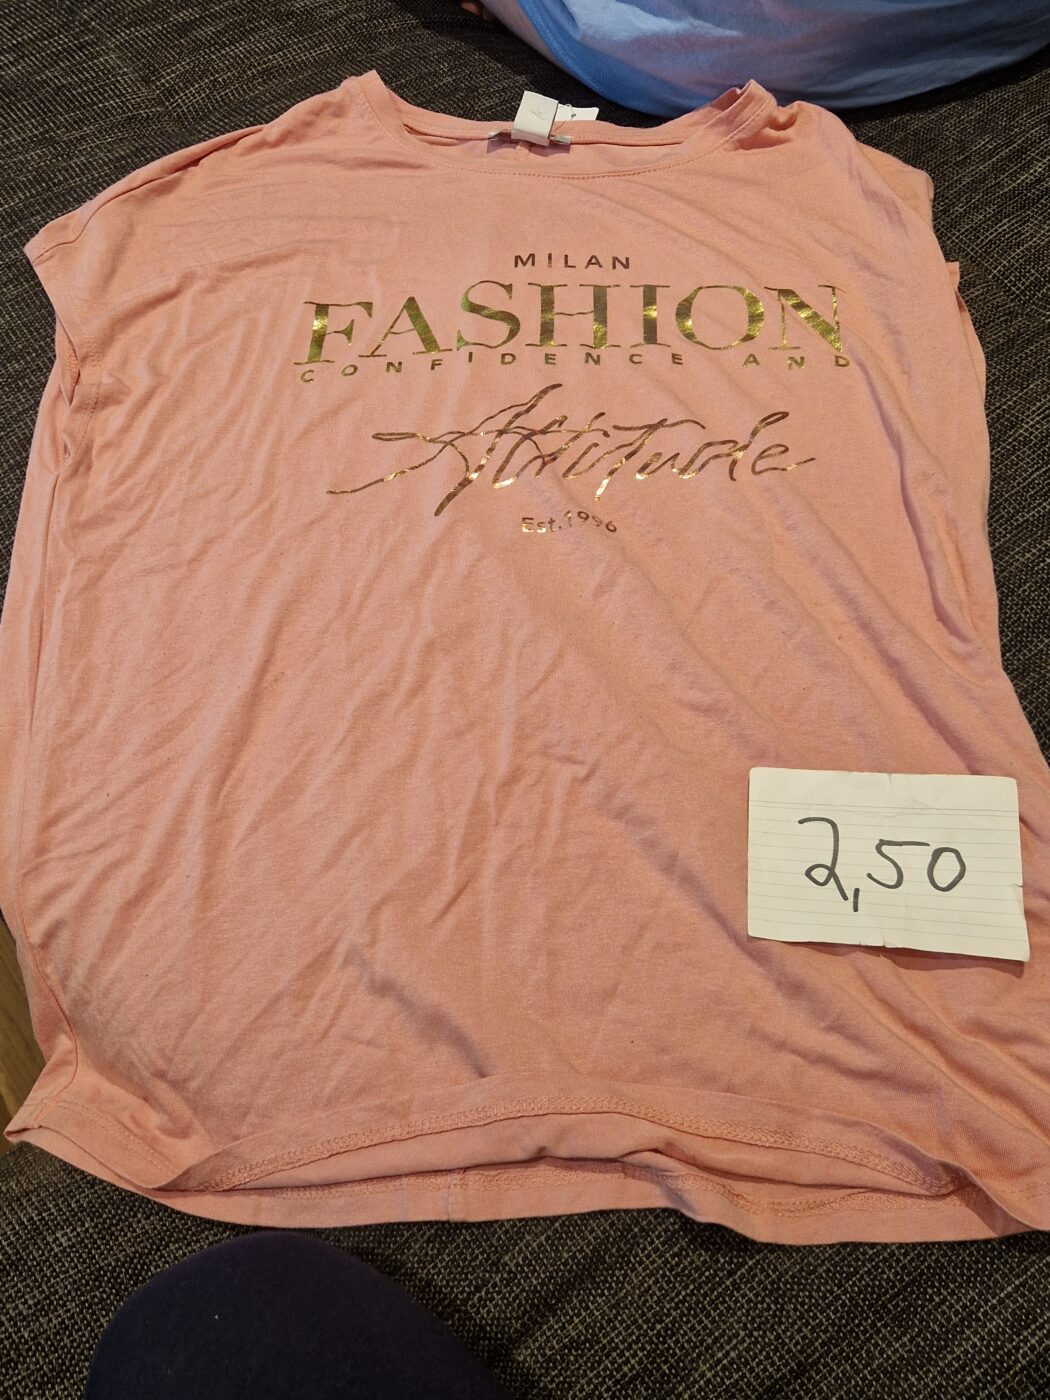 MILAN
FASHION
CONFIDENCE AND
Attitude
Est.1996
2,50